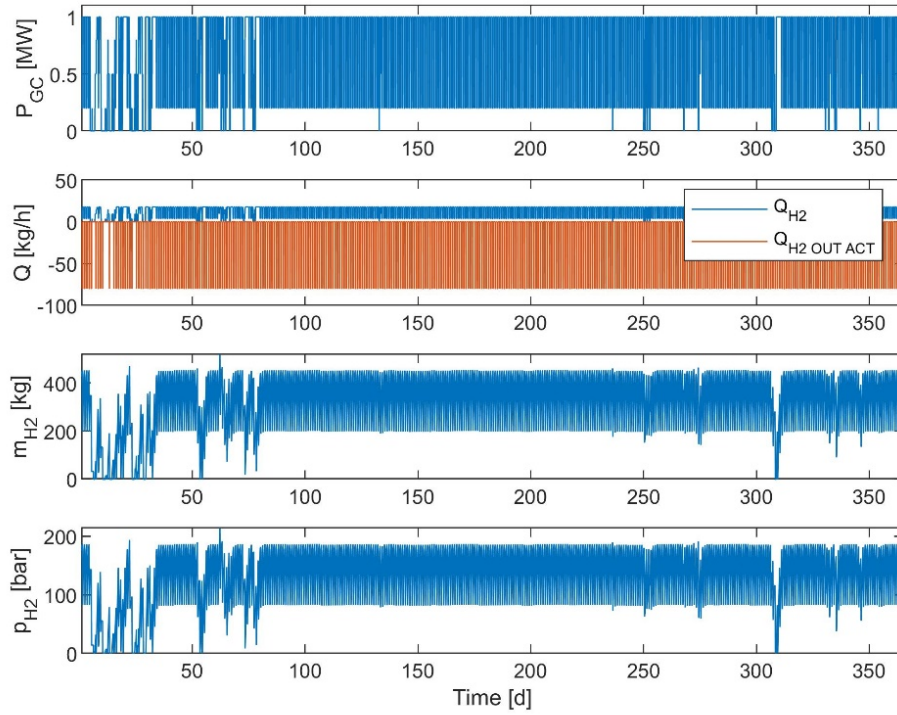 P_GC [MW]
1
0.5
0
50 100 150 200 250 300 350
Q [kg/h]
50
0
-50
-100
Q_H2
Q_H2 OUT ACT
50 100 150 200 250 300 350
m_H2 [kg]
400
200
0
50 100 150 200 250 300 350
p_H2 [bar]
200
100
0
50 100 150 200 250 300 350
Time [d]